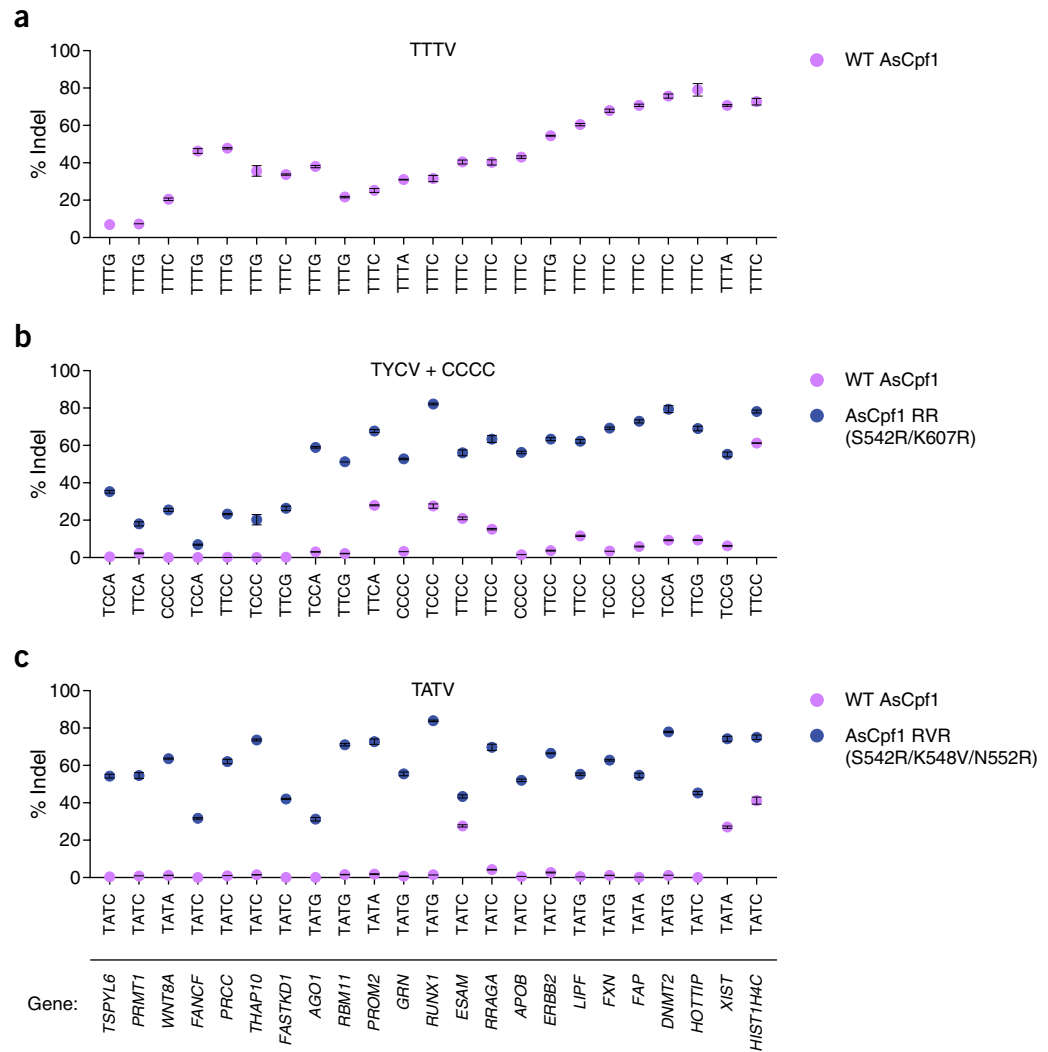 a
TTTV
100
80
60
40
20
0
% Indel
WT AsCpf1
TTTG TTTG TTTC TTTG TTTG TTTG TTTC TTTG TTTG TTTC TTTA TTTC TTTC TTTC TTTC TTTG TTTC TTTC TTTC TTTC TTTC TTTA TTTC
b
TYCV + CCCC
100
80
60
40
20
0
% Indel
WT AsCpf1
AsCpf1 RR
(S542R/K607R)
TCCA TTCA CCCC TCCA TTCC TCCC TTCG TCCA TTCG TTCA CCCC TCCC TTCC TTCC CCCC TTCC TTCC TCCC TCCC TCCA TTCG TCCG TTCC
c
TATV
100
80
60
40
20
0
% Indel
WT AsCpf1
AsCpf1 RVR
(S542R/K548V/N552R)
TATC TATC TATA TATC TATC TATC TATC TATG TATG TATA TATG TATG TATC TATC TATC TATC TATG TATG TATA TATG TATC TATA TATC
Gene: TSPYL6 PRMT1 WNT8A FANCF PRCC THAP10 FASTKD1 AGO1 RBM11 PROM2 GRN RUNX1 ESAM RRAGA APOB ERBB2 LIPF FXN FAP DNMT2 HOTTIP XIST HIST1H4C